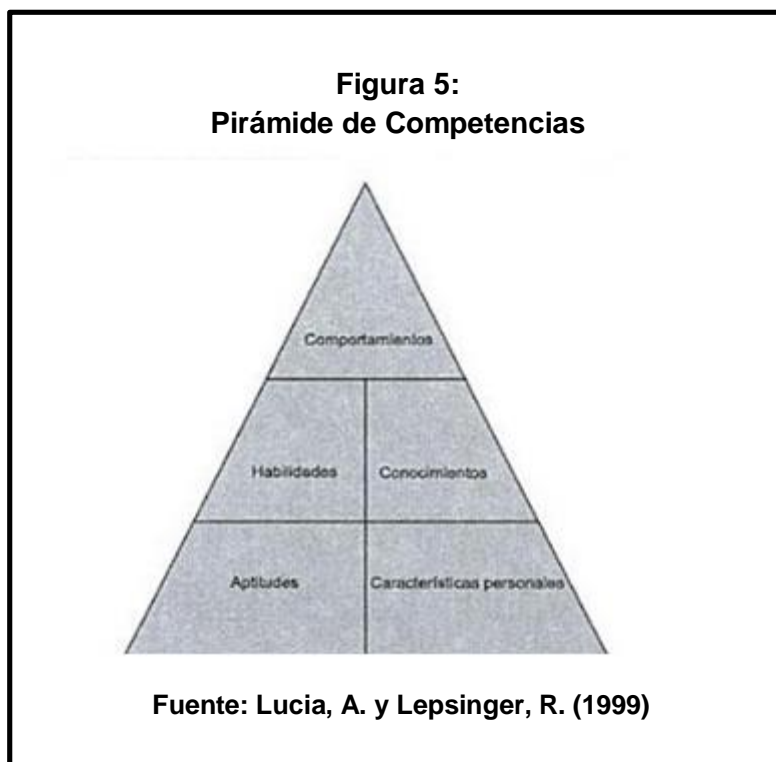 Figura 5:
Pirámide de Competencias
Comportamientos
Habilidades Conocimientos
Aptitudes Características personales
Fuente: Lucia, A. y Lepsinger, R. (1999)